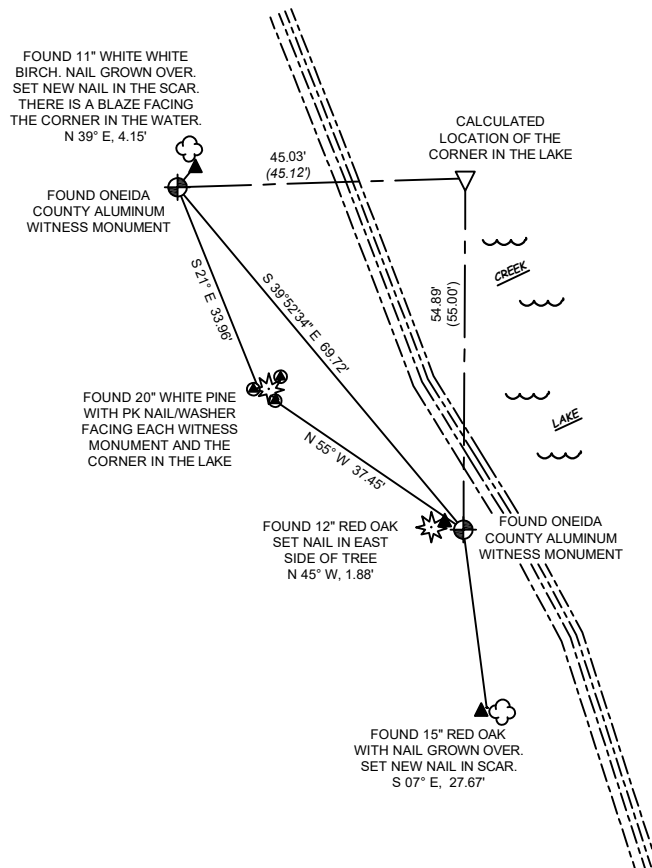 FOUND 11" WHITE WHITE
BIRCH. NAIL GROWN OVER.
SET NEW NAIL IN THE SCAR.
THERE IS A BLAZE FACING
THE CORNER IN THE WATER.
N 39° E, 4.15'
CALCULATED
LOCATION OF THE
CORNER IN THE LAKE
45.03'
(45.12')
FOUND ONEIDA
COUNTY ALUMINUM
WITNESS MONUMENT
S 21° E 33.96'
S 39°52'34" E 69.72'
54.89'
(55.00')
CREEK
LAKE
FOUND 20" WHITE PINE
WITH PK NAIL/WASHER
FACING EACH WITNESS
MONUMENT AND THE
CORNER IN THE LAKE
N 55° W 37.45'
FOUND 12" RED OAK
SET NAIL IN EAST
SIDE OF TREE
N 45° W, 1.88'
FOUND ONEIDA
COUNTY ALUMINUM
WITNESS MONUMENT
FOUND 15" RED OAK
WITH NAIL GROWN OVER.
SET NEW NAIL IN SCAR.
S 07° E, 27.67'